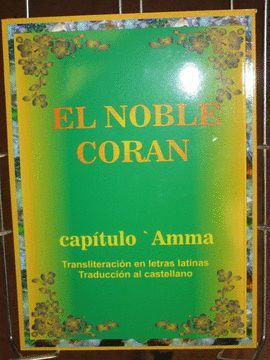 EL NOBLE
CORAN
capítulo `Amma
Transliteración en letras latinas
Traducción al castellano